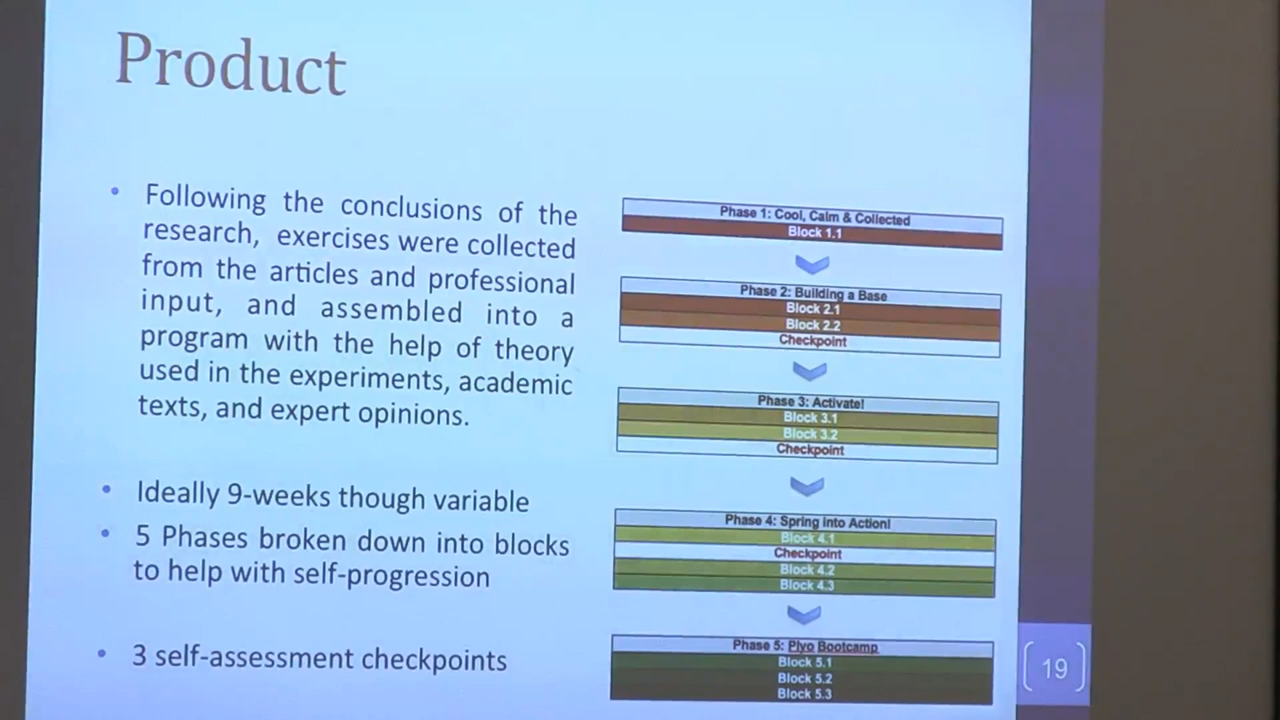 Product
• Following the conclusions of the
research, exercises were collected
from the articles and professional
input, and assembled into a
program with the help of theory
used in the experiments, academic
texts, and expert opinions.
• Ideally 9-weeks though variable
• 5 Phases broken down into blocks
to help with self-progression
• 3 self-assessment checkpoints
Phase 1: Cool, Calm & Collected
Block 1.1
Phase 2: Building a Base
Block 2.1
Block 2.2
Checkpoint
Phase 3: Activate!
Block 3.1
Block 3.2
Checkpoint
Phase 4: Spring into Action!
Block 4.1
Checkpoint
Block 4.2
Block 4.3
Phase 5: Plyo Bootcamp
Block 5.1
Block 5.2
Block 5.3
19